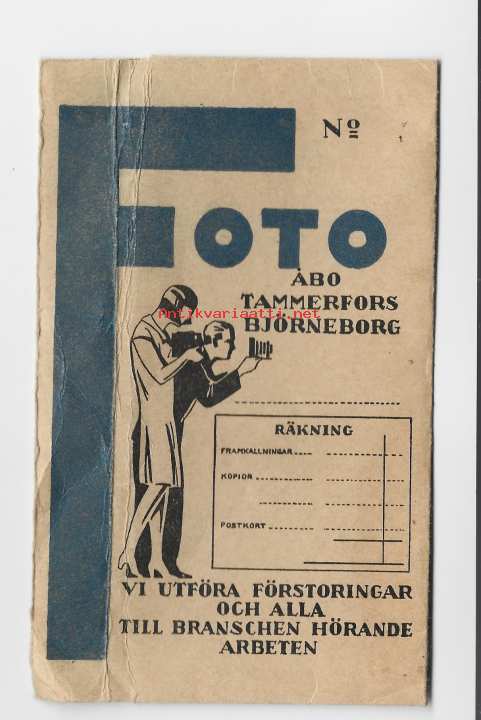 Nº
FOTO
ÅBO
TAMMERFORS
BJÖRNEBORG
Antikvariaatti.net
RÄKNING
FRAMKALLNINGAR
KOPIOR
POSTKORT
VI UTFÖRA FÖRSTORINGAR
OCH ALLA
TILL BRANSCHEN HÖRANDE
ARBETEN